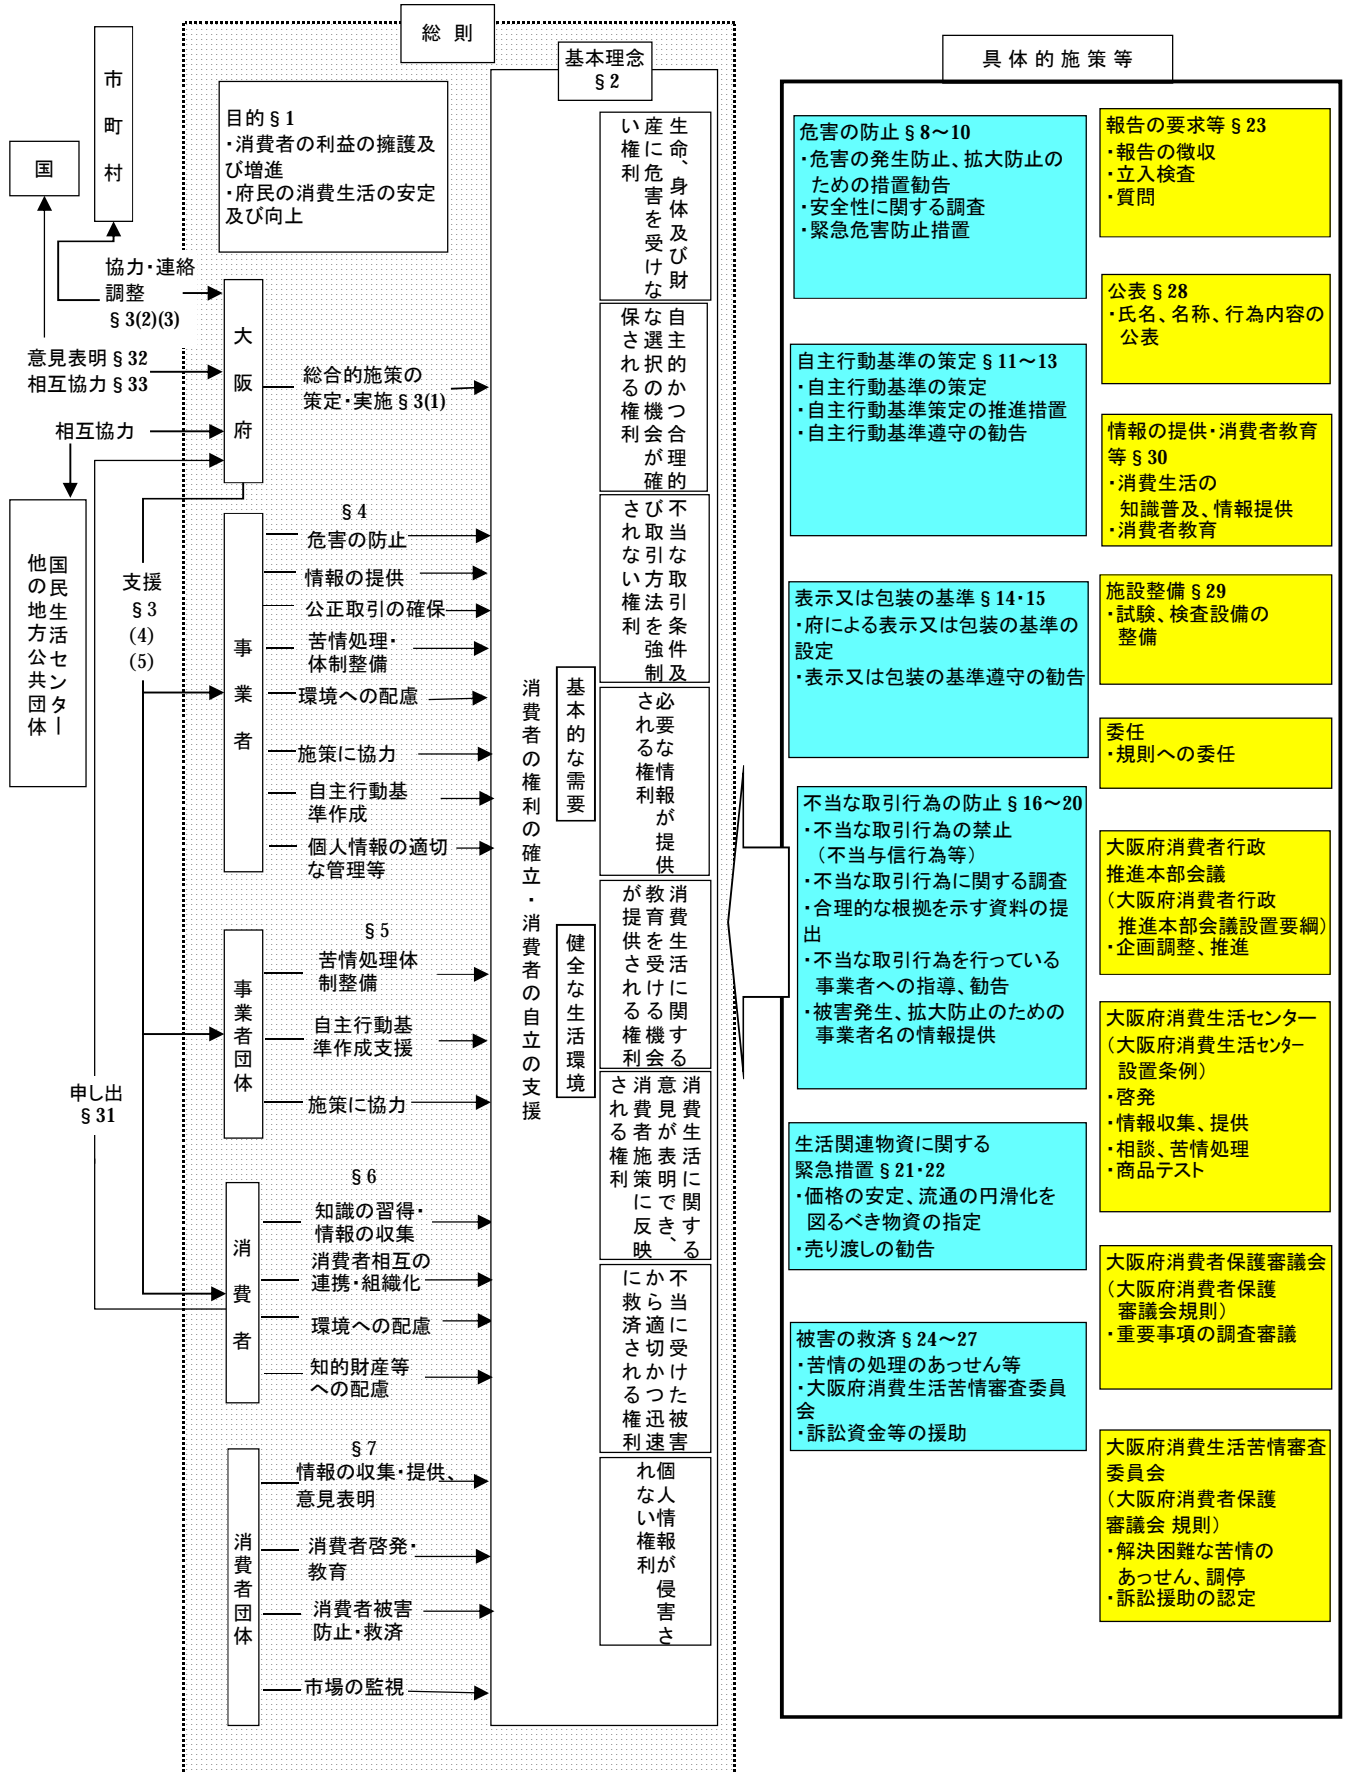 総 則
基本理念
§2
具 体 的 施 策 等
市町村
国
目的§1
・消費者の利益の擁護及
び増進
・府民の消費生活の安定
及び向上
協力・連絡
調整
§3(2)(3)
意見表明§32
相互協力§33
相互協力
大阪府
総合的施策の
策定・実施§3(1)
国民生活センター
他の地方公共団体
支援
§3
(4)
(5)
申し出
§31
事業者
§4
危害の防止
情報の提供
公正取引の確保
苦情処理・
体制整備
環境への配慮
施策に協力
自主行動基
準作成
個人情報の適切
な管理等
事業者団体
§5
苦情処理体
制整備
自主行動基
準作成支援
施策に協力
消費者
§6
知識の習得・
情報の収集
消費者相互の
連携・組織化
環境への配慮
知的財産等
への配慮
消費者団体
§7
情報の収集・提供、
意見表明
消費者啓発・
教育
消費者被害
防止・救済
市場の監視
消費者の権利の確立・消費者の自立の支援
基本的な需要
健全な生活環境
生命、身体及び財
産に危害を受けな
い権利
自主的かつ合理的
な選択の機会が確
保される権利
不当な取引条件及
び取引方法を強制
されない権利
必要な情報が提供
される権利
消費生活に関する
教育を受ける機会
が提供される権利
消費生活に関する
意見が表明でき、
消費者施策に反映
される権利
不当に受けた被害
から適切かつ迅速
に救済される権利
個人情報が侵害さ
れない権利
危害の防止§8～10
・危害の発生防止、拡大防止の
ための措置勧告
・安全性に関する調査
・緊急危害防止措置
自主行動基準の策定§11～13
・自主行動基準の策定
・自主行動基準策定の推進措置
・自主行動基準遵守の勧告
表示又は包装の基準§14・15
・府による表示又は包装の基準の
設定
・表示又は包装の基準遵守の勧告
不当な取引行為の防止§16～20
・不当な取引行為の禁止
（不当与信行為等）
・不当な取引行為に関する調査
・合理的な根拠を示す資料の提
出
・不当な取引行為を行っている
事業者への指導、勧告
・被害発生、拡大防止のための
事業者名の情報提供
生活関連物資に関する
緊急措置§21・22
・価格の安定、流通の円滑化を
図るべき物資の指定
・売り渡しの勧告
被害の救済§24～27
・苦情の処理のあっせん等
・大阪府消費生活苦情審査委員
会
・訴訟資金等の援助
報告の要求等§23
・報告の徴収
・立入検査
・質問
公表§28
・氏名、名称、行為内容の
公表
情報の提供・消費者教育
等§30
・消費生活の
知識普及、情報提供
・消費者教育
施設整備§29
・試験、検査設備の
整備
委任
・規則への委任
大阪府消費者行政
推進本部会議
（大阪府消費者行政
推進本部会議設置要綱）
・企画調整、推進
大阪府消費生活センター
（大阪府消費生活センター
設置条例）
・啓発
・情報収集、提供
・相談、苦情処理
・商品テスト
大阪府消費者保護審議会
（大阪府消費者保護
審議会規則）
・重要事項の調査審議
大阪府消費生活苦情審査
委員会
（大阪府消費者保護
審議会 規則）
・解決困難な苦情の
あっせん、調停
・訴訟援助の認定